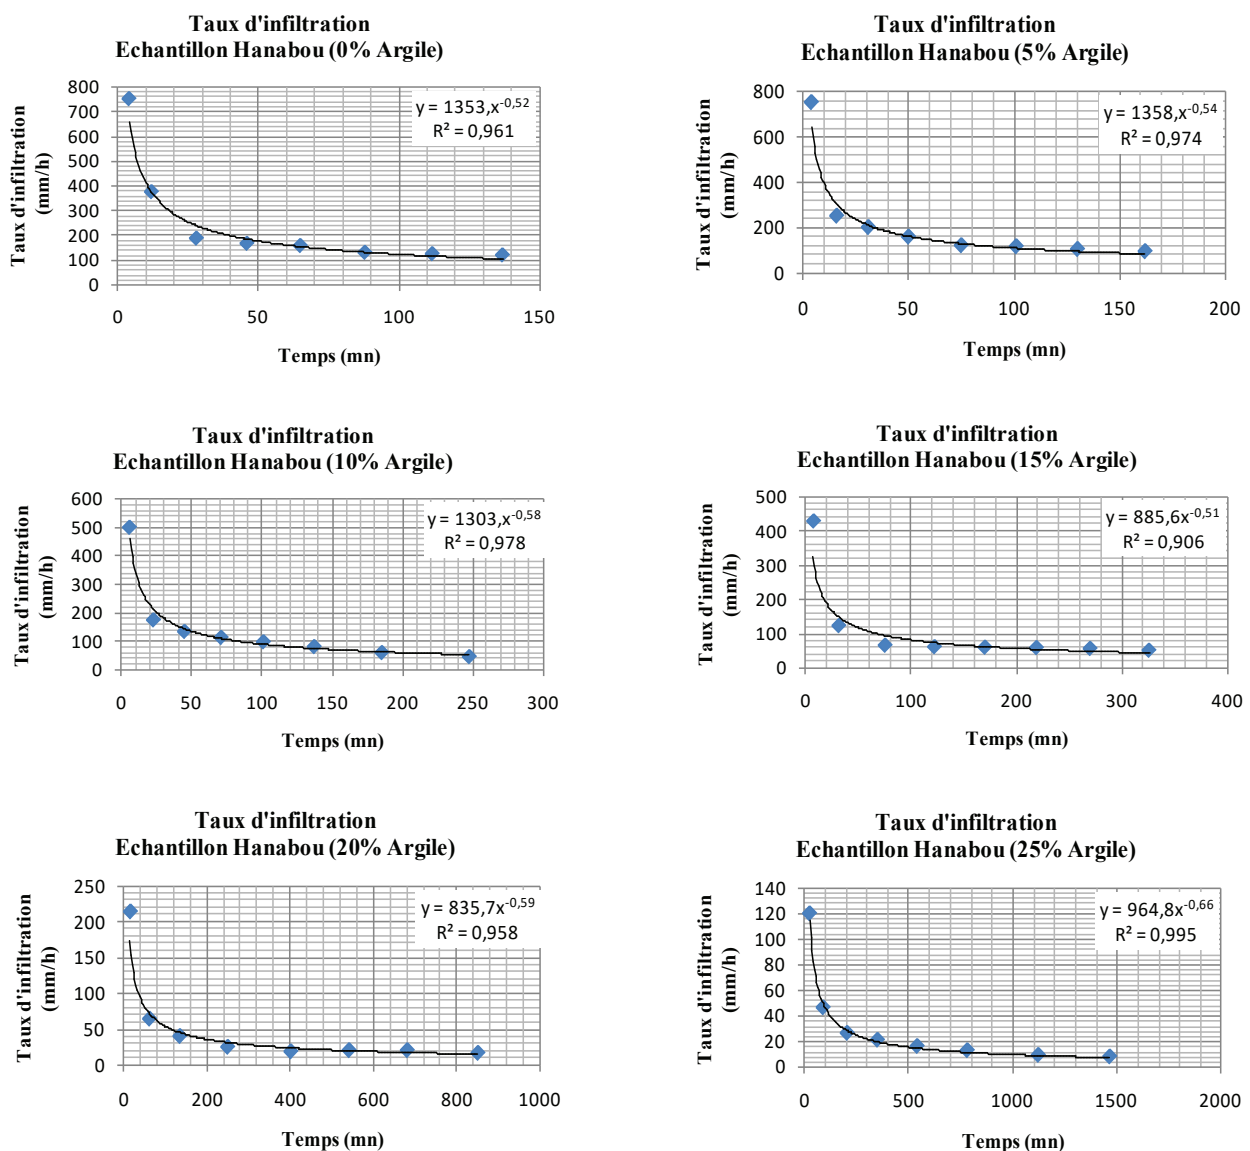 Taux d'infiltration
Echantillon Hanabou (0% Argile)
Taux d'infiltration
(mm/h)
800
700
600
500
400
300
200
100
0
y = 1353,x^-0,52
R² = 0,961
0 50 100 150
Temps (mn)
Taux d'infiltration
Echantillon Hanabou (5% Argile)
Taux d'infiltration
(mm/h)
800
600
400
200
0
y = 1358,x^-0,54
R² = 0,974
0 50 100 150 200
Temps (mn)
Taux d'infiltration
Echantillon Hanabou (10% Argile)
Taux d'infiltration
(mm/h)
600
500
400
300
200
100
0
y = 1303,x^-0,58
R² = 0,978
0 50 100 150 200 250 300
Temps (mn)
Taux d'infiltration
Echantillon Hanabou (15% Argile)
Taux d'infiltration
(mm/h)
500
400
300
200
100
0
y = 885,6x^-0,51
R² = 0,906
0 100 200 300 400
Temps (mn)
Taux d'infiltration
Echantillon Hanabou (20% Argile)
Taux d'infiltration
(mm/h)
250
200
150
100
50
0
y = 835,7x^-0,59
R² = 0,958
0 200 400 600 800 1000
Temps (mn)
Taux d'infiltration
Echantillon Hanabou (25% Argile)
Taux d'infiltration
(mm/h)
140
120
100
80
60
40
20
0
y = 964,8x^-0,66
R² = 0,995
0 500 1000 1500 2000
Temps (mn)